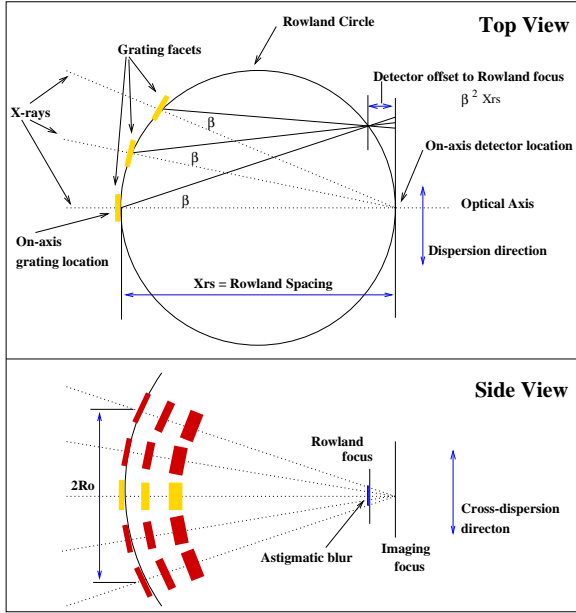 Rowland Circle
Top View
Grating facets
Detector offset to Rowland focus
β² Xrs
X-rays
β
β
β
On-axis
detector location
Optical Axis
On-axis
grating location
Dispersion direction
Xrs = Rowland Spacing
Side View
Rowland
focus
2Ro
Cross-dispersion
directon
Astigmatic blur
Imaging
focus